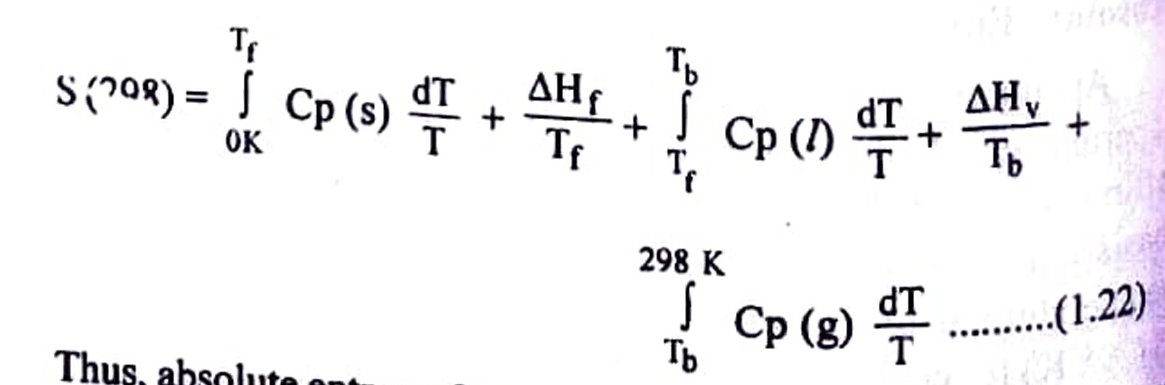 S(298) = ∫_{0K}^{T_f} Cp (s) dT/T + ΔH_f/T_f + ∫_{T_f}^{T_b} Cp (l) dT/T + ΔH_v/T_b +
∫_{T_b}^{298 K} Cp (g) dT/T ..........(1.22)
Thus, absolute